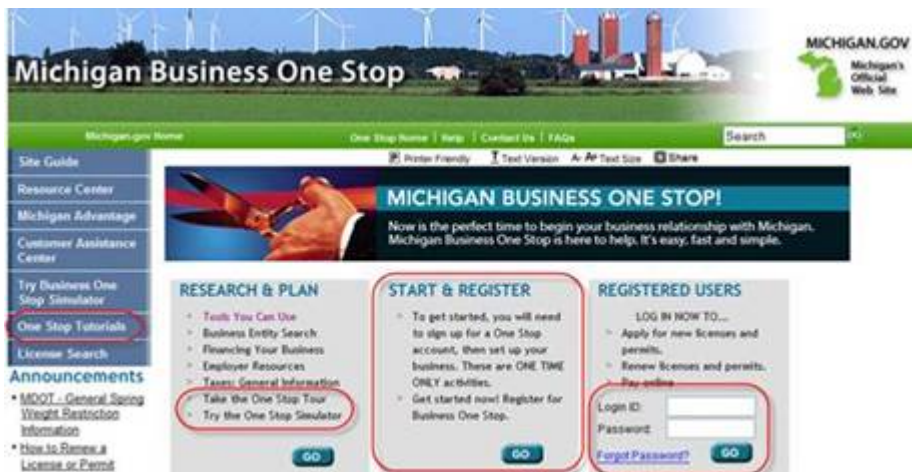 Michigan Business One Stop
MICHIGAN.GOV
Michigan's
Official
Web Site
Michigan.gov Home
One Stop Home | Help | Contact Us | FAQs
Search
GO
Printer Friendly
Text Version
A- A+ Text Size
Share
Site Guide
Resource Center
Michigan Advantage
Customer Assistance
Center
Try Business One
Stop Simulator
One Stop Tutorials
License Search
Announcements
• MDOT - General Spring
Weight Restriction
Information
• How to Renew a
License or Permit
MICHIGAN BUSINESS ONE STOP!
Now is the perfect time to begin your business relationship with Michigan.
Michigan Business One Stop is here to help. It's easy, fast and simple.
RESEARCH & PLAN
Tools You Can Use
Business Entity Search
Financing Your Business
Employer Resources
Taxes: General Information
Take the One Stop Tour
Try the One Stop Simulator
GO
START & REGISTER
To get started, you will need
to sign up for a One Stop
account, then set up your
business. These are ONE TIME
ONLY activities.
Get started now! Register for
Business One Stop.
GO
REGISTERED USERS
LOG IN NOW TO...
Apply for new licenses and
permits.
Renew licenses and permits.
Pay online
Login ID:
Password:
Forgot Password?
GO